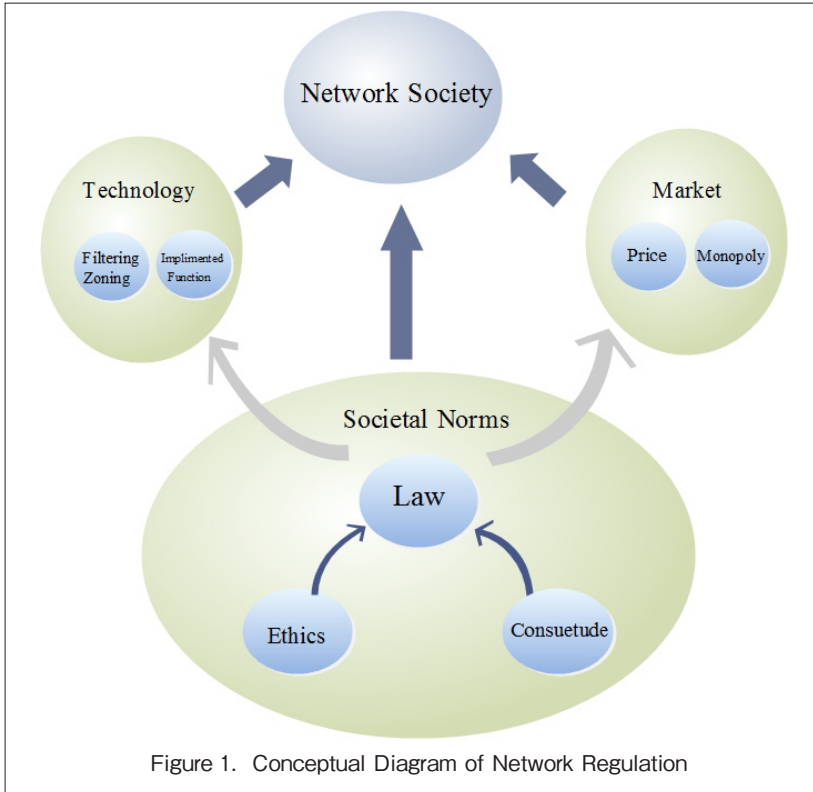 Network Society
Technology
Filtering
Zoning
Implimented
Function
Market
Price
Monopoly
Societal Norms
Law
Ethics
Consuetude
Figure 1. Conceptual Diagram of Network Regulation